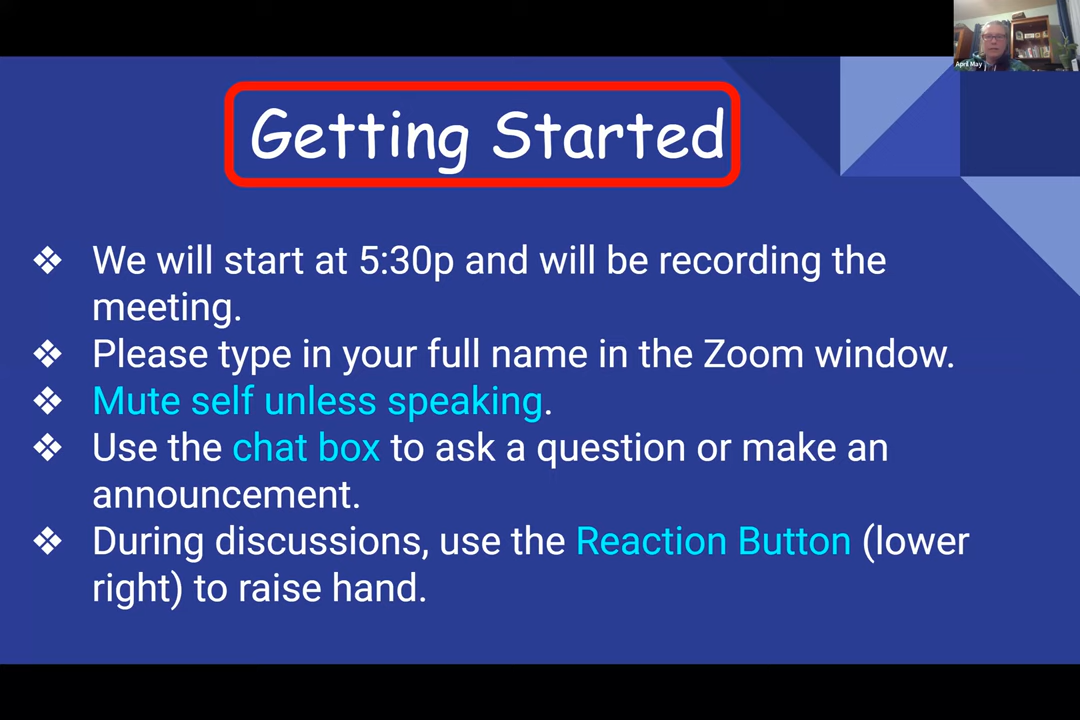 April May
Getting Started
❖ We will start at 5:30p and will be recording the
meeting.
❖ Please type in your full name in the Zoom window.
❖ Mute self unless speaking.
❖ Use the chat box to ask a question or make an
announcement.
❖ During discussions, use the Reaction Button (lower
right) to raise hand.